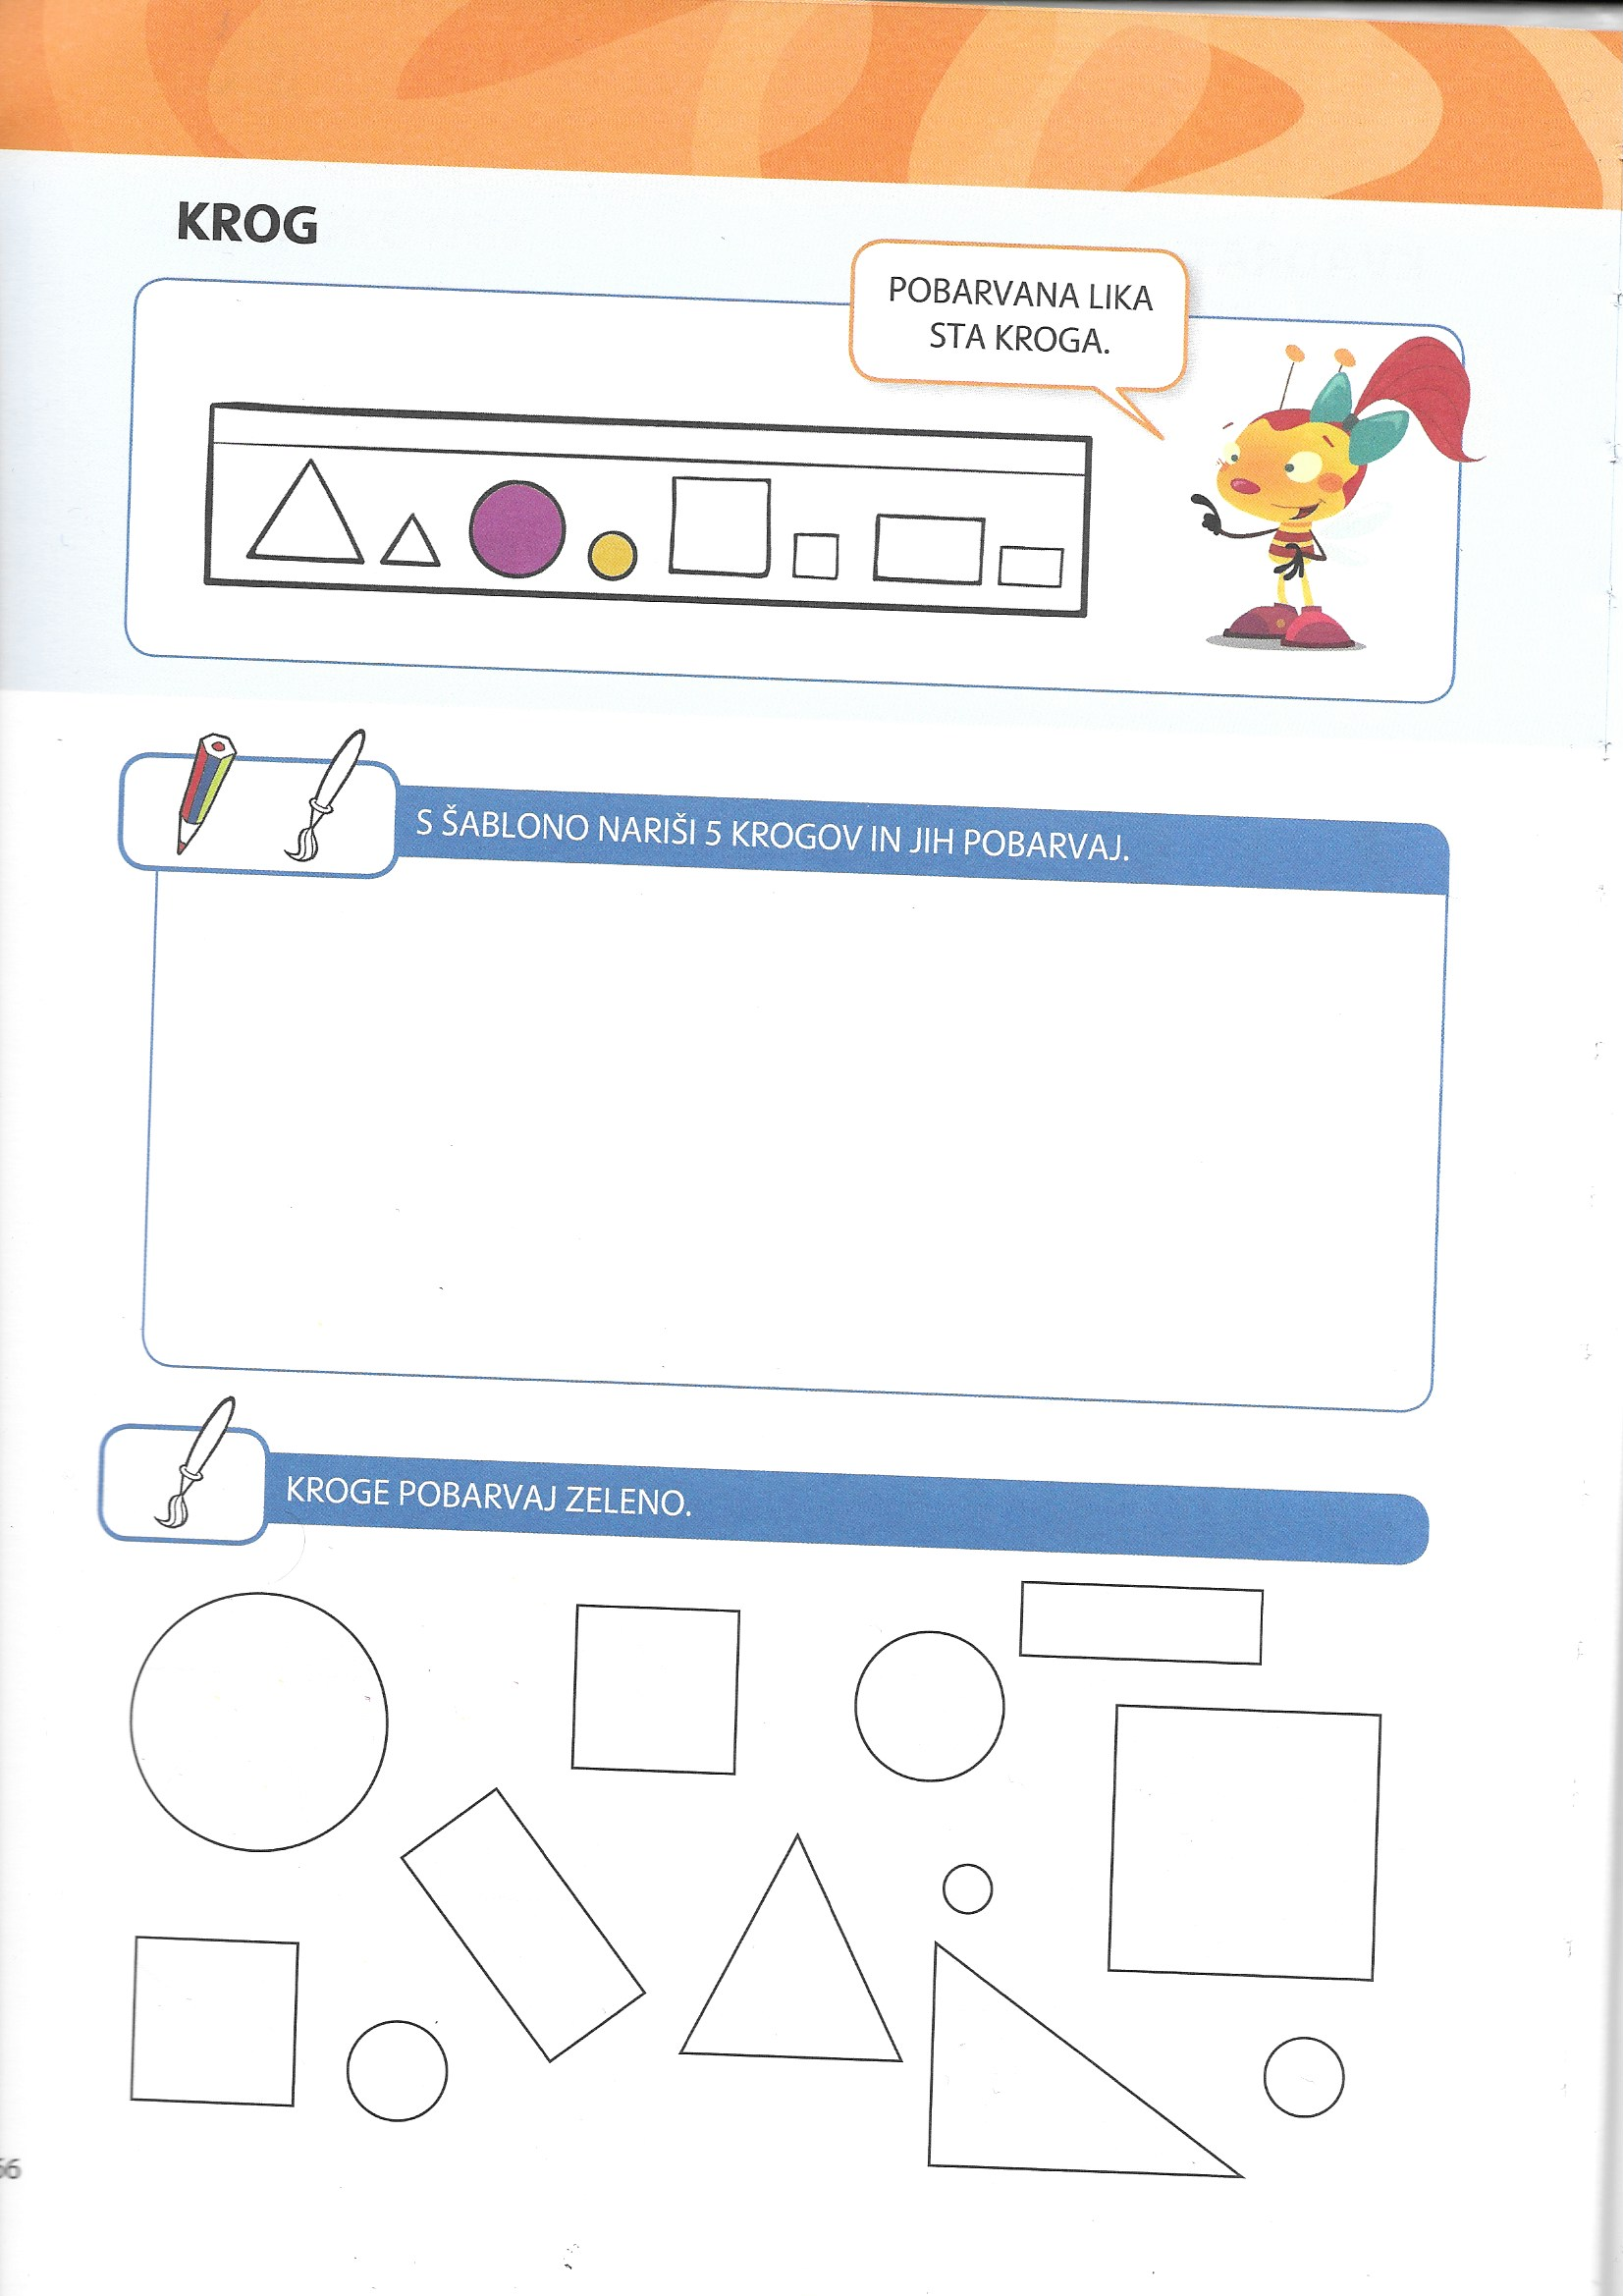 KROG
POBARVANA LIKA
STA KROGA.
S ŠABLONO NARIŠI 5 KROGOV IN JIH POBARVAJ.
KROGE POBARVAJ ZELENO.